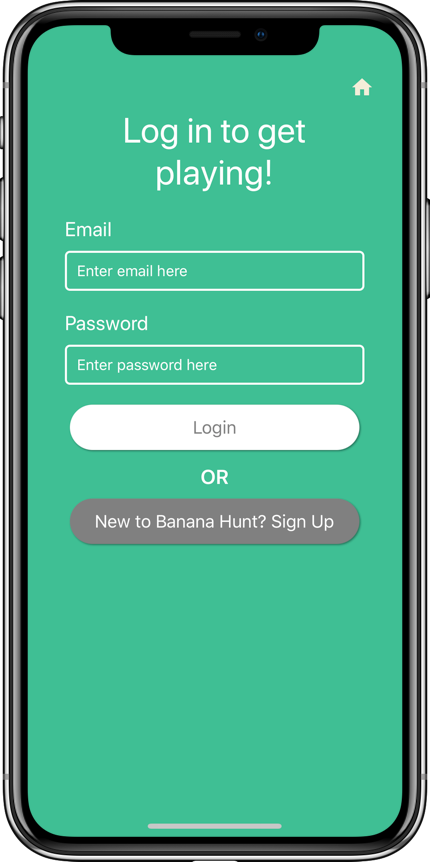 Log in to get
playing!
Email
Enter email here
Password
Enter password here
Login
OR
New to Banana Hunt? Sign Up